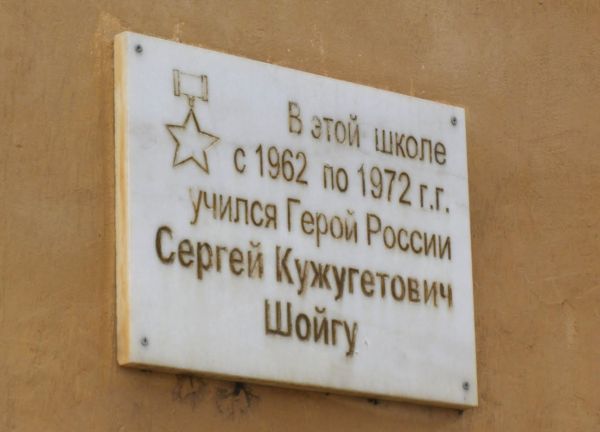 В этой школе
с 1962 по 1972 г.г.
учился Герой России
Сергей Кужугетович
Шойгу